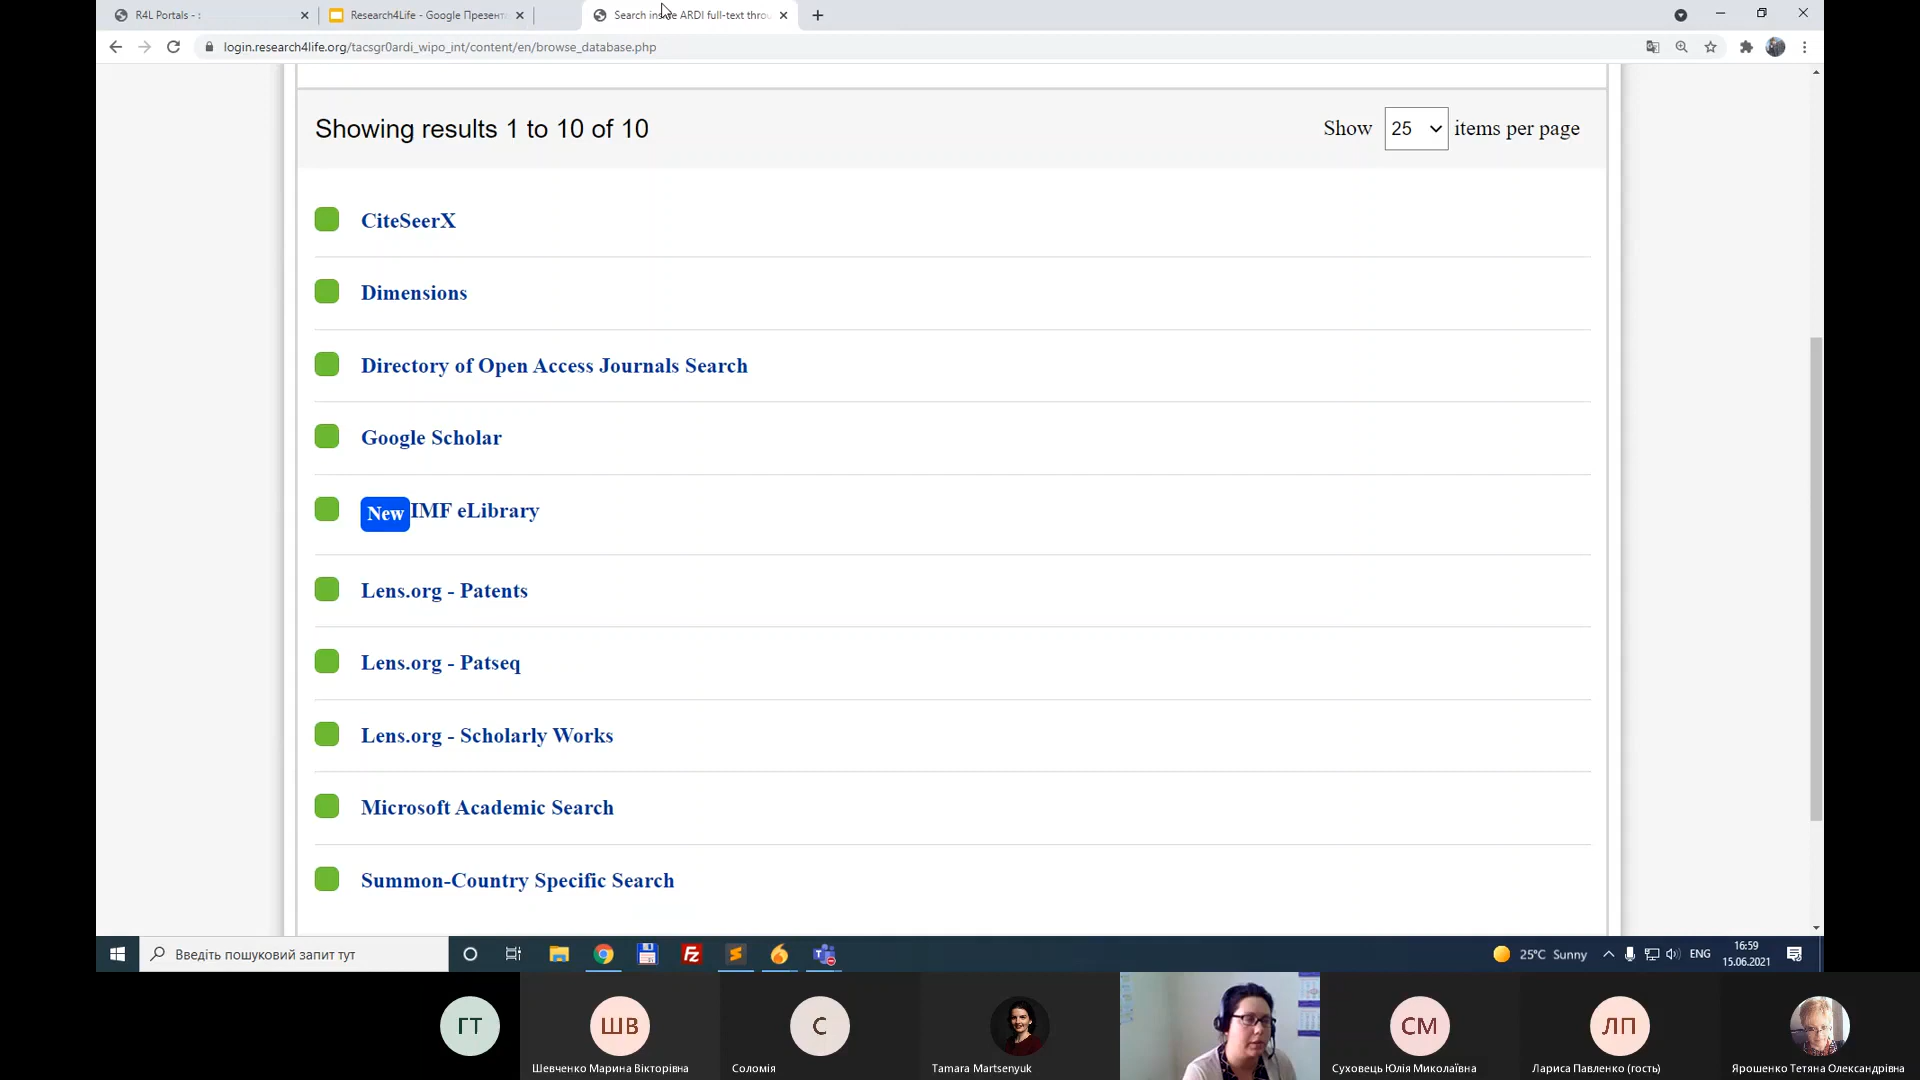 R4L Portals - :
Research4Life - Google Презент
Search inside ARDI full-text throu
login.research4life.org/tacsgr0ardi_wipo_int/content/en/browse_database.php
Showing results 1 to 10 of 10
Show 25 items per page
CiteSeerX
Dimensions
Directory of Open Access Journals Search
Google Scholar
New IMF eLibrary
Lens.org - Patents
Lens.org - Patseq
Lens.org - Scholarly Works
Microsoft Academic Search
Summon-Country Specific Search
Введіть пошуковий запит тут
25°C Sunny
ENG
16:59
15.06.2021
ГТ
ШВ
С
СМ
ЛП
Шевченко Марина Вікторівна
Соломія
Tamara Martsenyuk
Суховець Юлія Миколаївна
Лариса Павленко (гость)
Ярошенко Тетяна Олександрівна